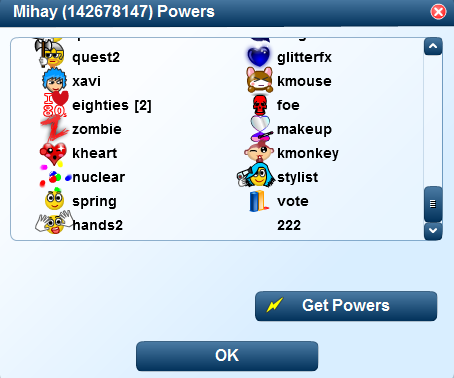 Mihay (142678147) Powers
quest2 glitterfx
xavi kmouse
eighties [2] foe
zombie makeup
kheart kmonkey
nuclear stylist
spring vote
hands2 222
Get Powers
OK